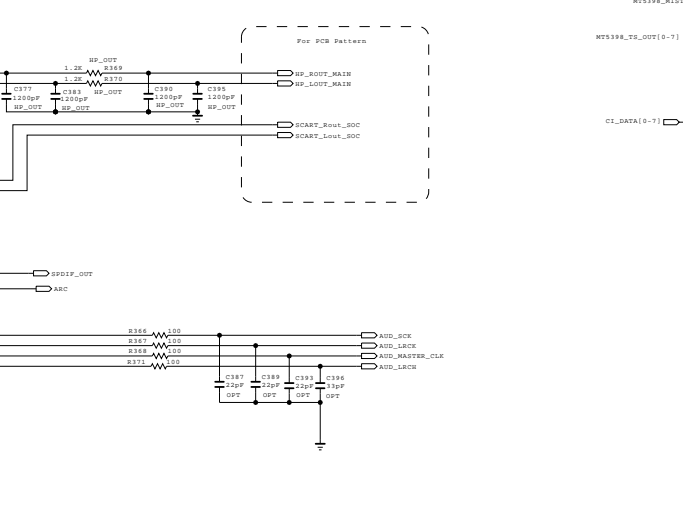 MT5398_MIST
For PCB Pattern
MT5398_TS_OUT[0-7]
HP_OUT
1.2K R369
HP_ROUT_MAIN
1.2K R370
HP_LOUT_MAIN
C377
1200pF
HP_OUT
C383
1200pF
HP_OUT
HP_OUT
C390
1200pF
HP_OUT
C395
1200pF
HP_OUT
SCART_Rout_SOC
CI_DATA[0-7]
SCART_Lout_SOC
SPDIF_OUT
ARC
R366 100
AUD_SCK
R367 100
AUD_LRCK
R368 100
AUD_MASTER_CLK
R371 100
AUD_LRCH
C387
22pF
OPT
C389
22pF
OPT
C393
22pF
OPT
C396
33pF
OPT